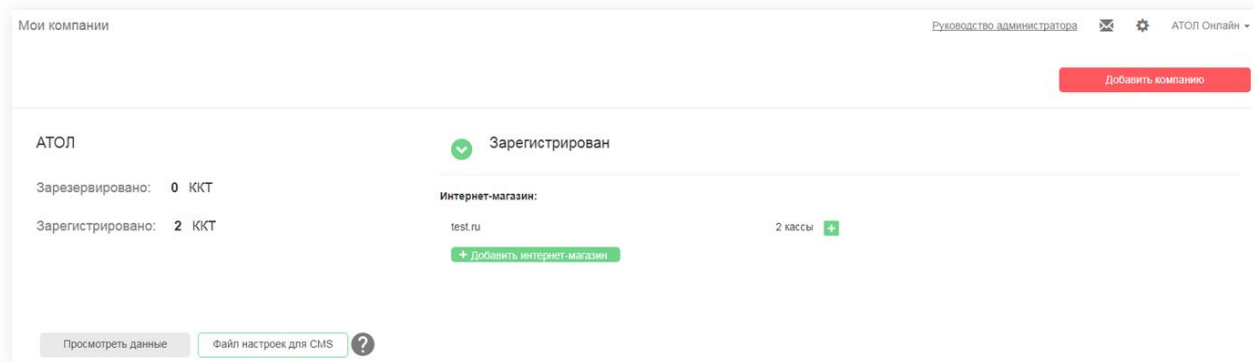 Мои компании
Руководство администратора
АТОЛ Онлайн
Добавить компанию
АТОЛ
Зарегистрирован
Зарезервировано: 0 ККТ
Интернет-магазин:
Зарегистрировано: 2 ККТ
test.ru 2 кассы +
+ Добавить интернет-магазин
Просмотреть данные
Файл настроек для CMS
?